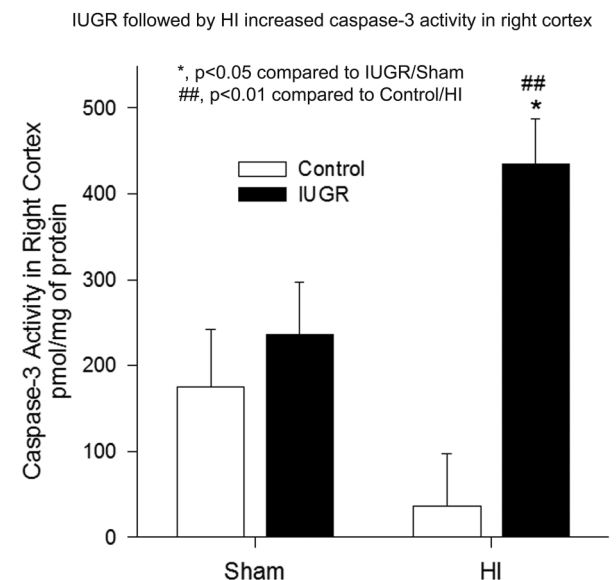 IUGR followed by HI increased caspase-3 activity in right cortex
*, p<0.05 compared to IUGR/Sham
##, p<0.01 compared to Control/HI
##
*
Control
IUGR
Caspase-3 Activity in Right Cortex
pmol/mg of protein
500
400
300
200
100
0
Sham
HI